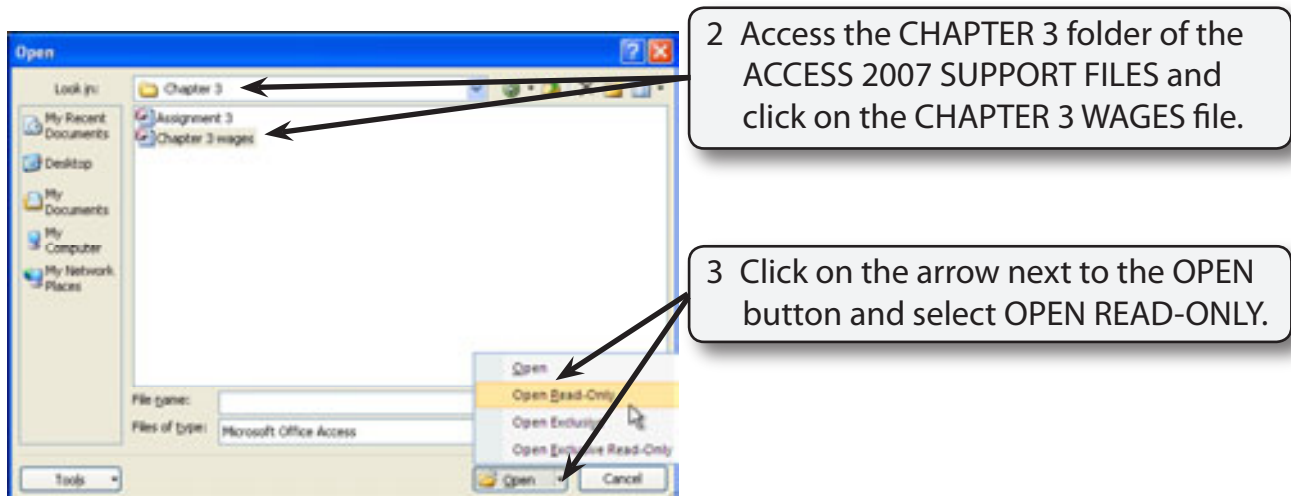 Open
Look in:
Chapter 3
My Recent
Documents
Desktop
My
Documents
My
Computer
My Network
Places
Assignment 3
Chapter 3 wages
File name:
Files of type:
Microsoft Office Access
Open
Open Read-Only
Open Exclusive
Open Exclusive Read-Only
Tools
Open
Cancel
2 Access the CHAPTER 3 folder of the
ACCESS 2007 SUPPORT FILES and
click on the CHAPTER 3 WAGES file.
3 Click on the arrow next to the OPEN
button and select OPEN READ-ONLY.